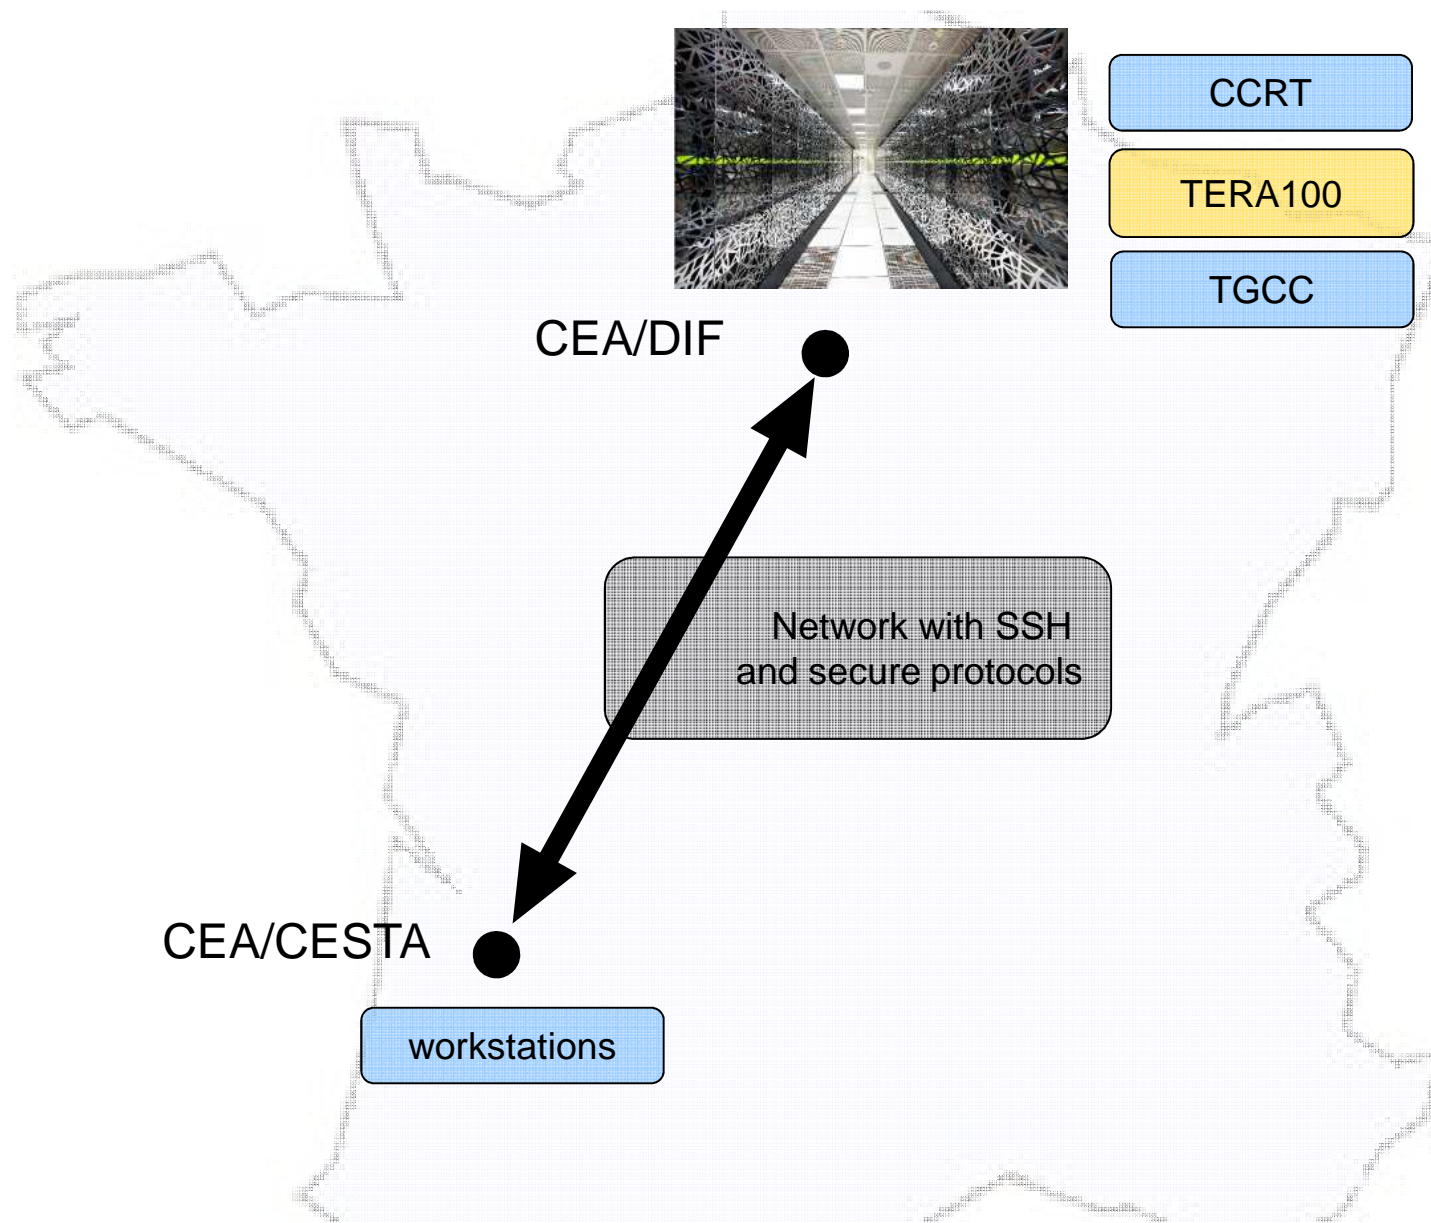 CCRT
TERA100
TGCC
CEA/DIF
Network with SSH
and secure protocols
CEA/CESTA
workstations